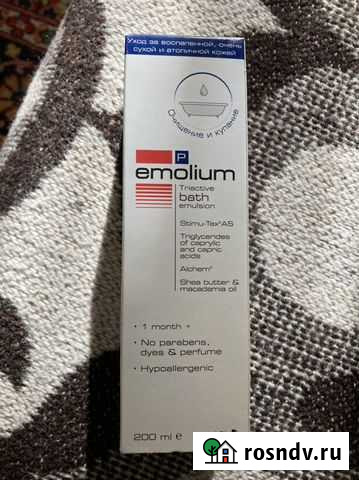 Уход за воспаленной, очень
сухой и атопичной кожей
Очищение и купание
P
emolium
Triactive
bath
emulsion
Stimu-Tex®AS
Triglycerides
of caprylic
and capric
acids
Alchem®
Shea butter &
macadamia oil
• 1 month +
• No parabens,
dyes & perfume
• Hypoallergenic
200 ml e
rosndv.ru